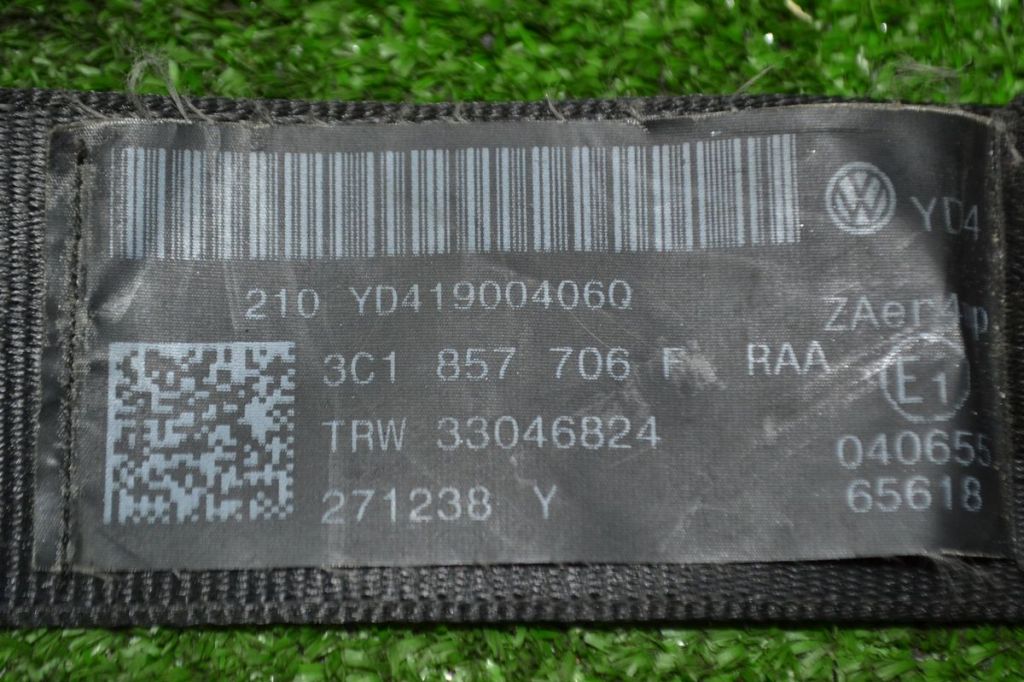 YD4
210 YD419004060
ZAer4p
3C1 857 706 F RAA
E1
TRW 33046824
040655
271238 Y
65618